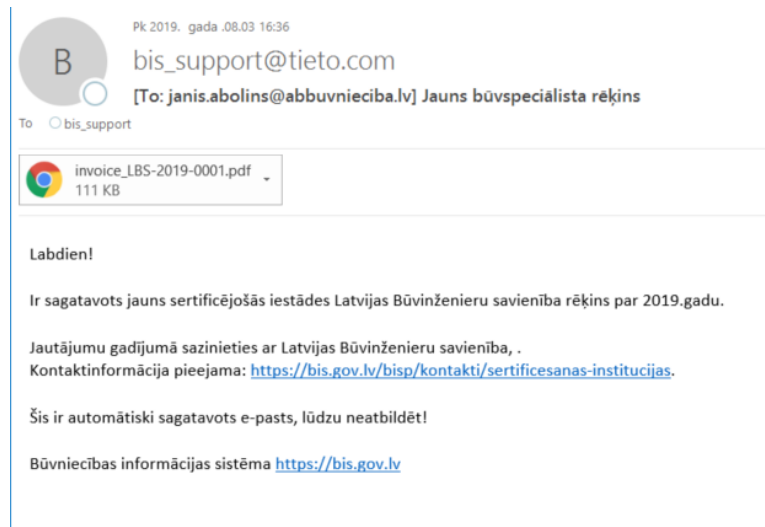 Pk 2019. gada .08.03 16:36
B
bis_support@tieto.com
[To: janis.abolins@abbuvnieciba.lv] Jauns būvspeciālista rēķins
To bis_support
invoice_LBS-2019-0001.pdf
111 KB
Labdien!
Ir sagatavots jauns sertificējošās iestādes Latvijas Būvinženieru savienība rēķins par 2019.gadu.
Jautājumu gadījumā sazinieties ar Latvijas Būvinženieru savienība, .
Kontaktinformācija pieejama: https://bis.gov.lv/bisp/kontakti/sertificesanas-institucijas.
Šis ir automātiski sagatavots e-pasts, lūdzu neatbildēt!
Būvniecības informācijas sistēma https://bis.gov.lv